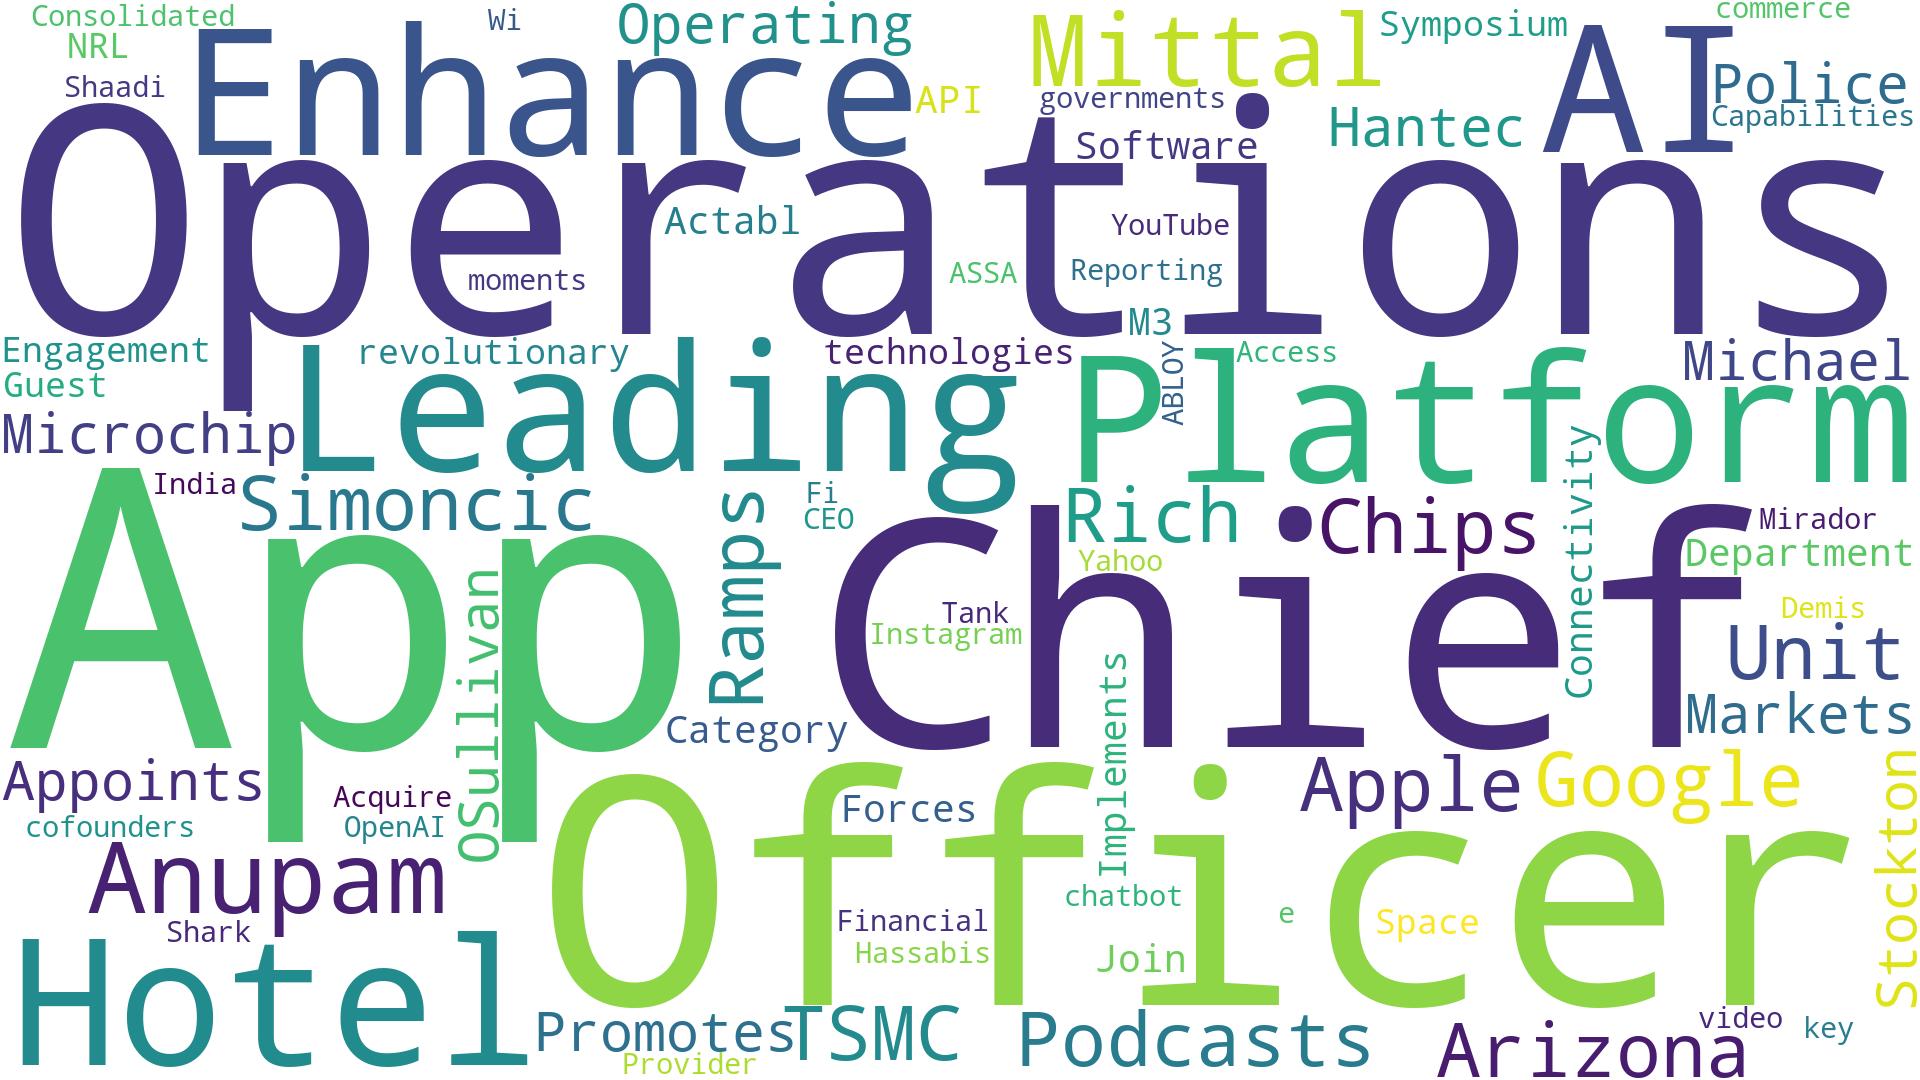 Consolidated
Wi
Operating
Mittal
Symposium
commerce
NRL
Enhance
AI
Police
Shaadi
API
governments
Capabilities
Software
Hantec
Operations
Actabl
YouTube
moments
ASSA
Reporting
M3
Engagement
revolutionary
technologies
ABLOY
Access
Michael
Guest
Leading
Platform
Microchip
India
Simoncic
Ramps
Fi
CEO
Rich
Chips
Connectivity
Mirador
Department
Yahoo
App
Chief
OSullivan
Tank
Instagram
Demis
Unit
Category
Implements
Markets
Appoints
Acquire
Forces
Apple
Google
Stockton
cofounders
OpenAI
Anupam
Officer
chatbot
Shark
Financial
e
Space
Hassabis
Join
Hotel
Promotes
TSMC
Podcasts
Arizona
video
key
Provider